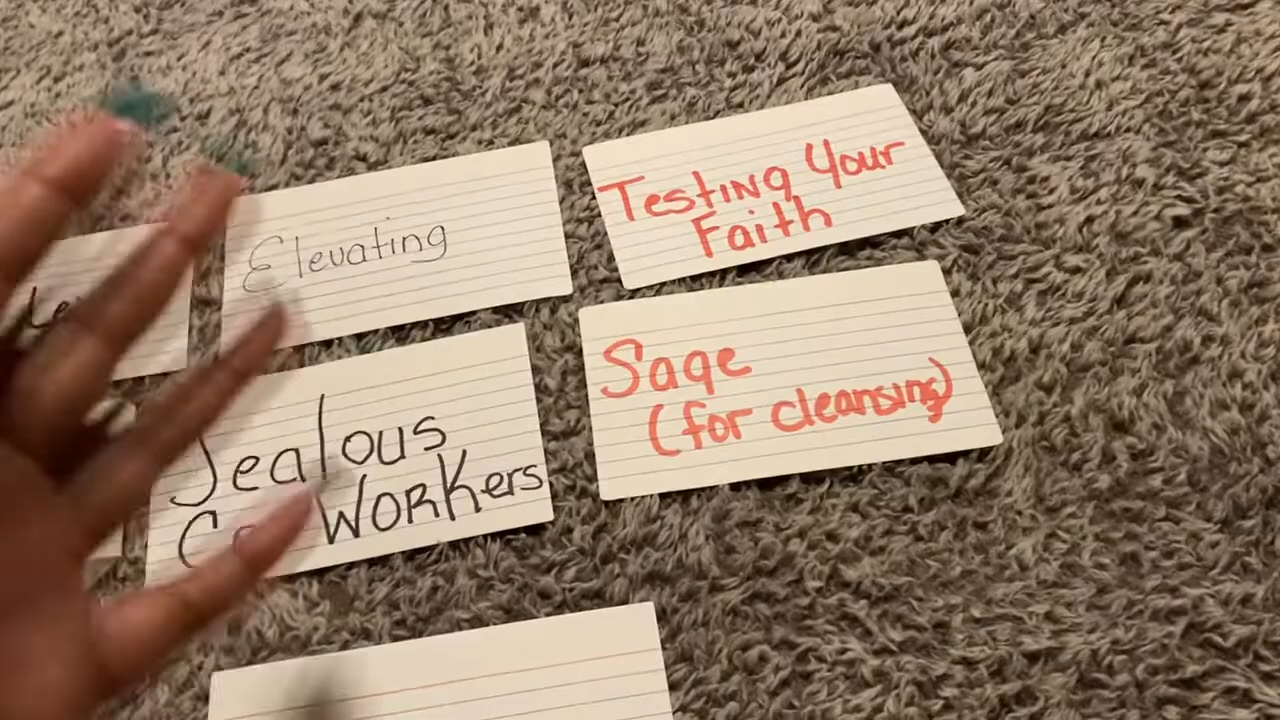 Elevating
Testing Your
Faith
Jealous
WORKers
Sage
(for cleansing)